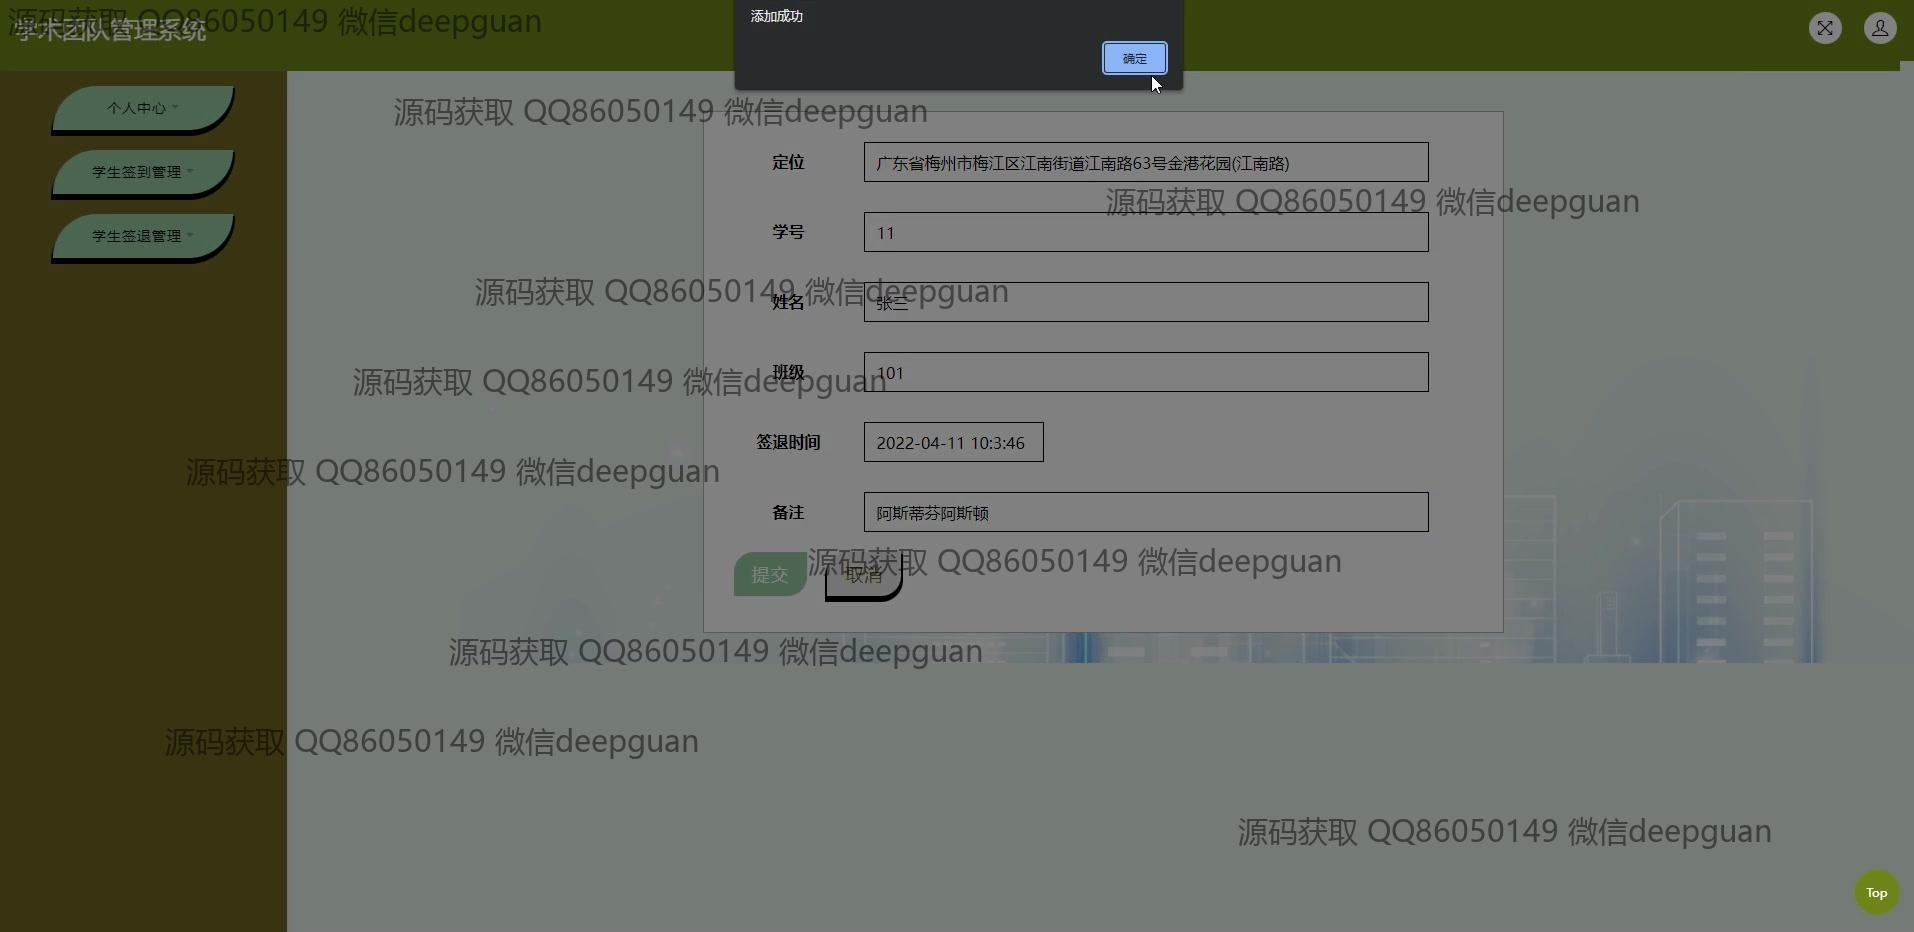 源码获取 QQ86050149 微信deepguan
学术团队管理系统
添加成功
确定
个人中心
学生签到管理
学生签退管理
源码获取 QQ86050149 微信deepguan
定位 广东省梅州市梅江区江南街道江南路63号金港花园(江南路)
源码获取 QQ86050149 微信deepguan
学号 11
源码获取 QQ86050149 微信deepguan
姓名 张三
源码获取 QQ86050149 微信deepguan
班级 101
签退时间 2022-04-11 10:3:46
源码获取 QQ86050149 微信deepguan
备注 阿斯蒂芬阿斯顿
源码获取 QQ86050149 微信deepguan
提交 取消
源码获取 QQ86050149 微信deepguan
源码获取 QQ86050149 微信deepguan
源码获取 QQ86050149 微信deepguan
Top